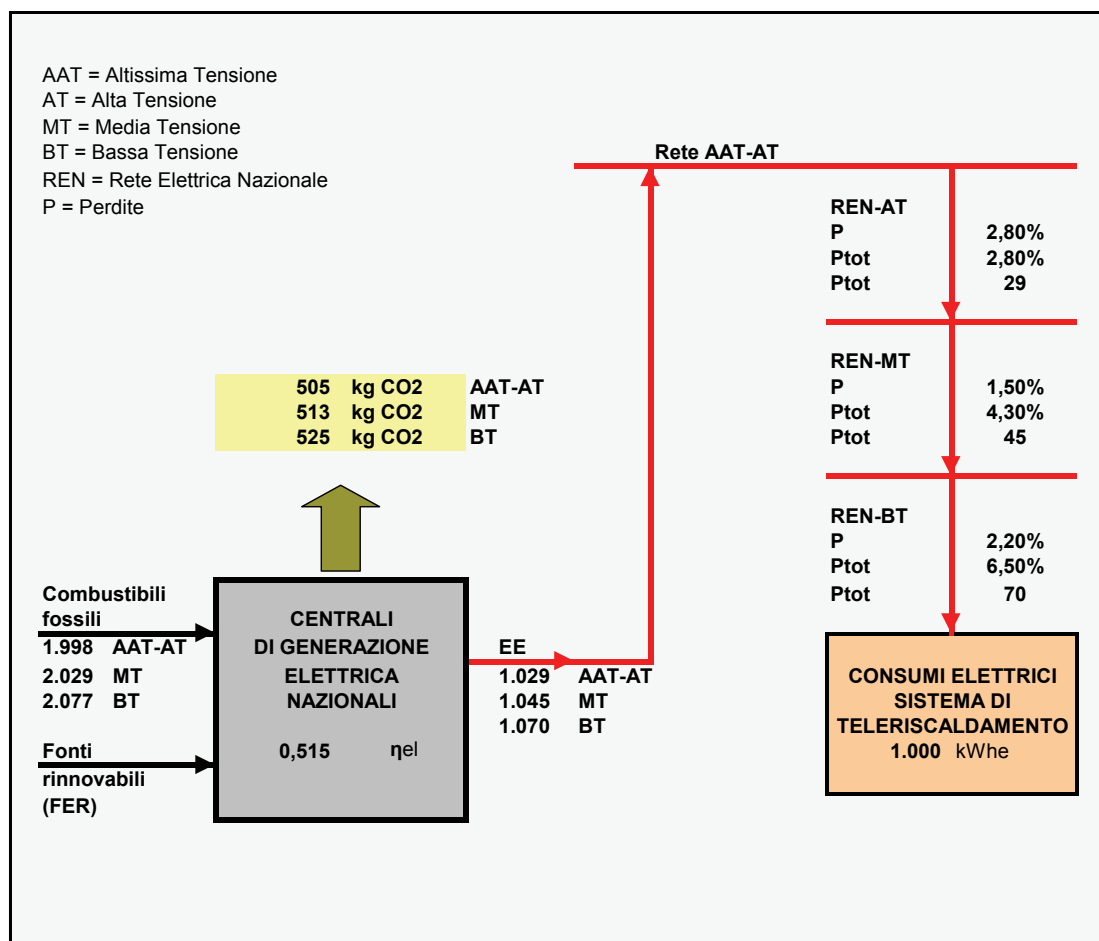 AAT = Altissima Tensione
AT = Alta Tensione
MT = Media Tensione
BT = Bassa Tensione
REN = Rete Elettrica Nazionale
P = Perdite
Rete AAT-AT
REN-AT
P 2,80%
Ptot 2,80%
Ptot 29
REN-MT
P 1,50%
Ptot 4,30%
Ptot 45
REN-BT
P 2,20%
Ptot 6,50%
Ptot 70
505 kg CO2 AAT-AT
513 kg CO2 MT
525 kg CO2 BT
Combustibili
fossili
1.998 AAT-AT
2.029 MT
2.077 BT
Fonti
rinnovabili
(FER)
CENTRALI
DI GENERAZIONE
ELETTRICA
NAZIONALI
0,515 ηel
EE
1.029 AAT-AT
1.045 MT
1.070 BT
CONSUMI ELETTRICI
SISTEMA DI
TELERISCALDAMENTO
1.000 kWhe